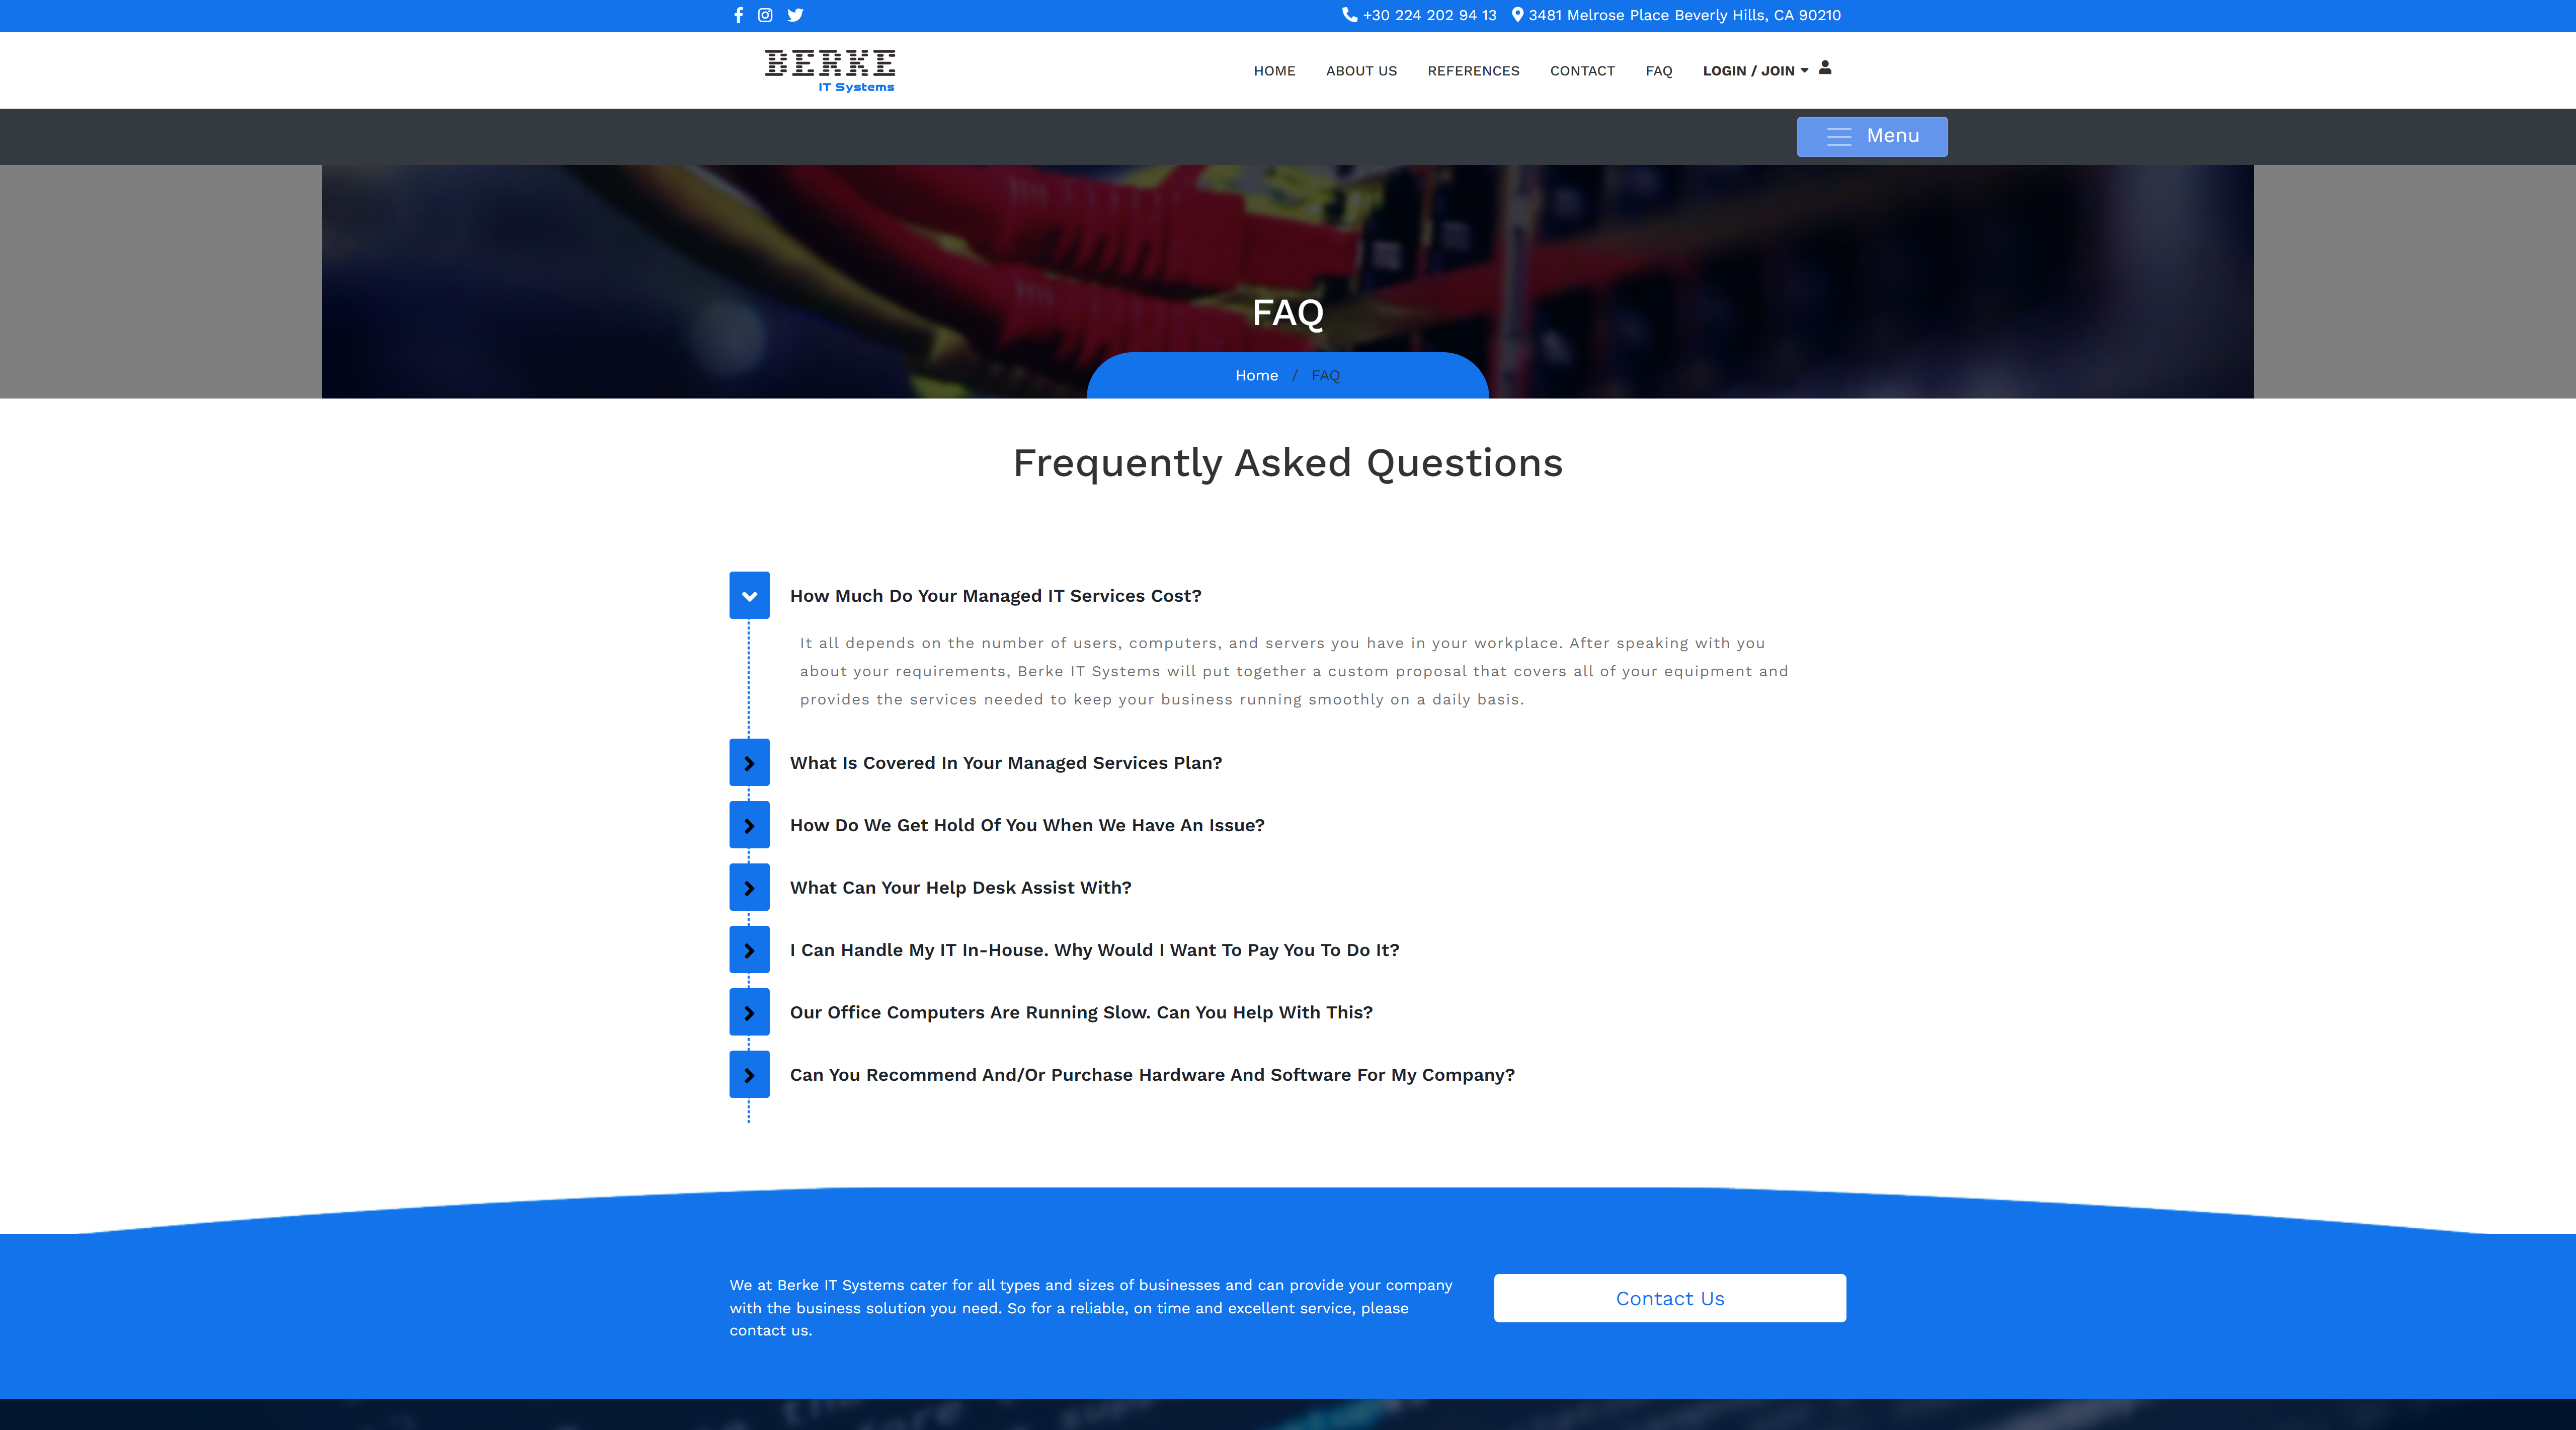 +30 224 202 94 13 3481 Melrose Place Beverly Hills, CA 90210
BERKE
IT Systems
HOME ABOUT US REFERENCES CONTACT FAQ LOGIN / JOIN
Menu
FAQ
Home / FAQ
Frequently Asked Questions
How Much Do Your Managed IT Services Cost?
It all depends on the number of users, computers, and servers you have in your workplace. After speaking with you
about your requirements, Berke IT Systems will put together a custom proposal that covers all of your equipment and
provides the services needed to keep your business running smoothly on a daily basis.
What Is Covered In Your Managed Services Plan?
How Do We Get Hold Of You When We Have An Issue?
What Can Your Help Desk Assist With?
I Can Handle My IT In-House. Why Would I Want To Pay You To Do It?
Our Office Computers Are Running Slow. Can You Help With This?
Can You Recommend And/Or Purchase Hardware And Software For My Company?
We at Berke IT Systems cater for all types and sizes of businesses and can provide your company
with the business solution you need. So for a reliable, on time and excellent service, please
contact us.
Contact Us